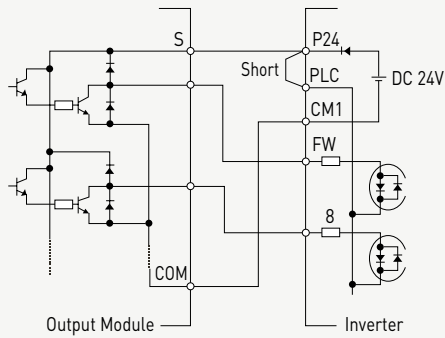 S
P24
Short
PLC
DC 24V
CM1
FW
8
COM
Output Module
Inverter